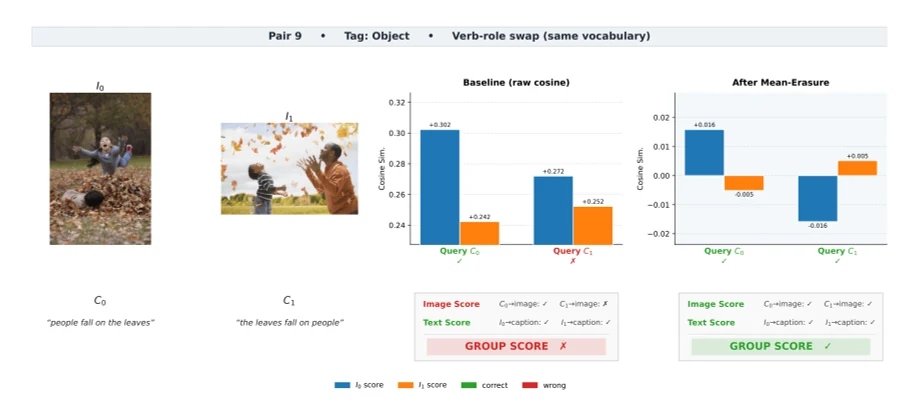 Pair 9 • Tag: Object • Verb-role swap (same vocabulary)
I₀
I₁
C₀
C₁
“people fall on the leaves”
“the leaves fall on people”
Baseline (raw cosine)
Cosine Sim.
0.32
0.30
0.28
0.26
0.24
+0.302
+0.242
+0.272
+0.252
Query C₀
✓
Query C₁
✗
Image Score C₀→image: ✓ C₁→image: ✗
Text Score I₀→caption: ✓ I₁→caption: ✓
GROUP SCORE ✗
After Mean-Erasure
Cosine Sim.
0.02
0.01
0.00
−0.01
−0.02
+0.016
-0.005
-0.016
+0.005
Query C₀
✓
Query C₁
✓
Image Score C₀→image: ✓ C₁→image: ✓
Text Score I₀→caption: ✓ I₁→caption: ✓
GROUP SCORE ✓
I₀ score I₁ score correct wrong